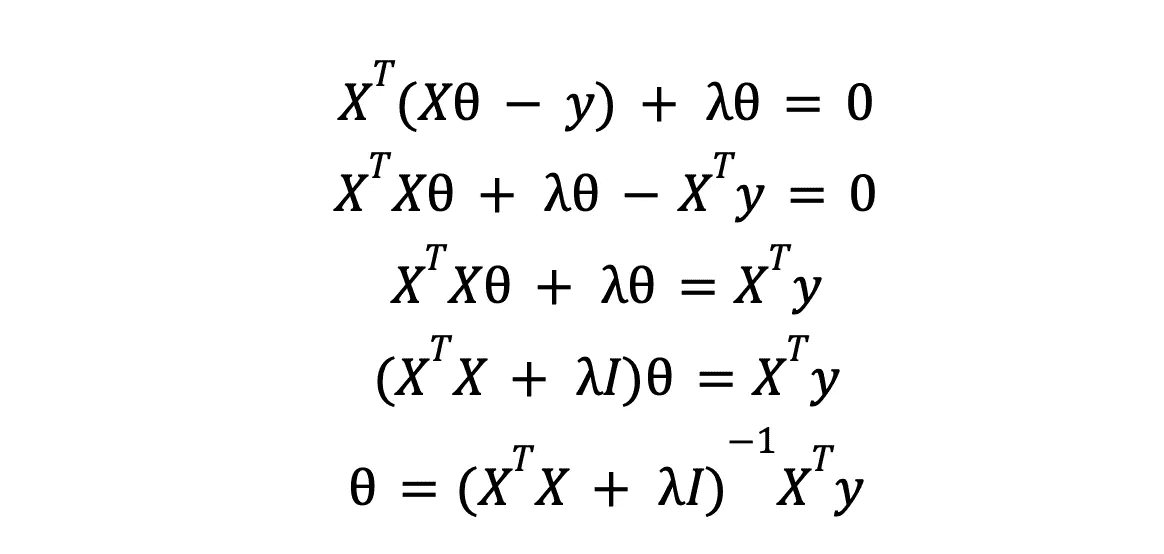 X^T(Xθ − y) + λθ = 0
X^T Xθ + λθ − X^T y = 0
X^T Xθ + λθ = X^T y
(X^T X + λI)θ = X^T y
θ = (X^T X + λI)^−1 X^T y